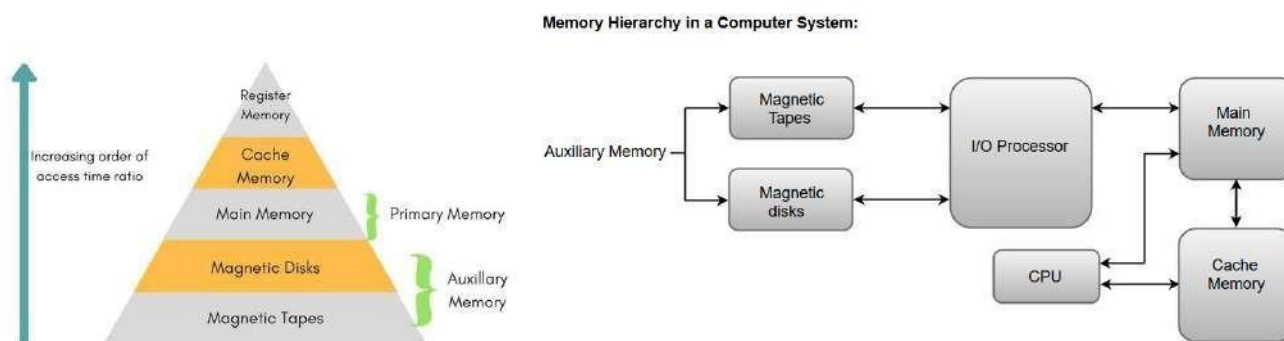 Memory Hierarchy in a Computer System:
Register
Memory
Cache
Memory
Main Memory
Magnetic Disks
Magnetic Tapes
Increasing order of
access time ratio
Primary Memory
Auxillary
Memory
Auxiliary Memory
Magnetic
Tapes
Magnetic
disks
I/O Processor
Main
Memory
CPU
Cache
Memory